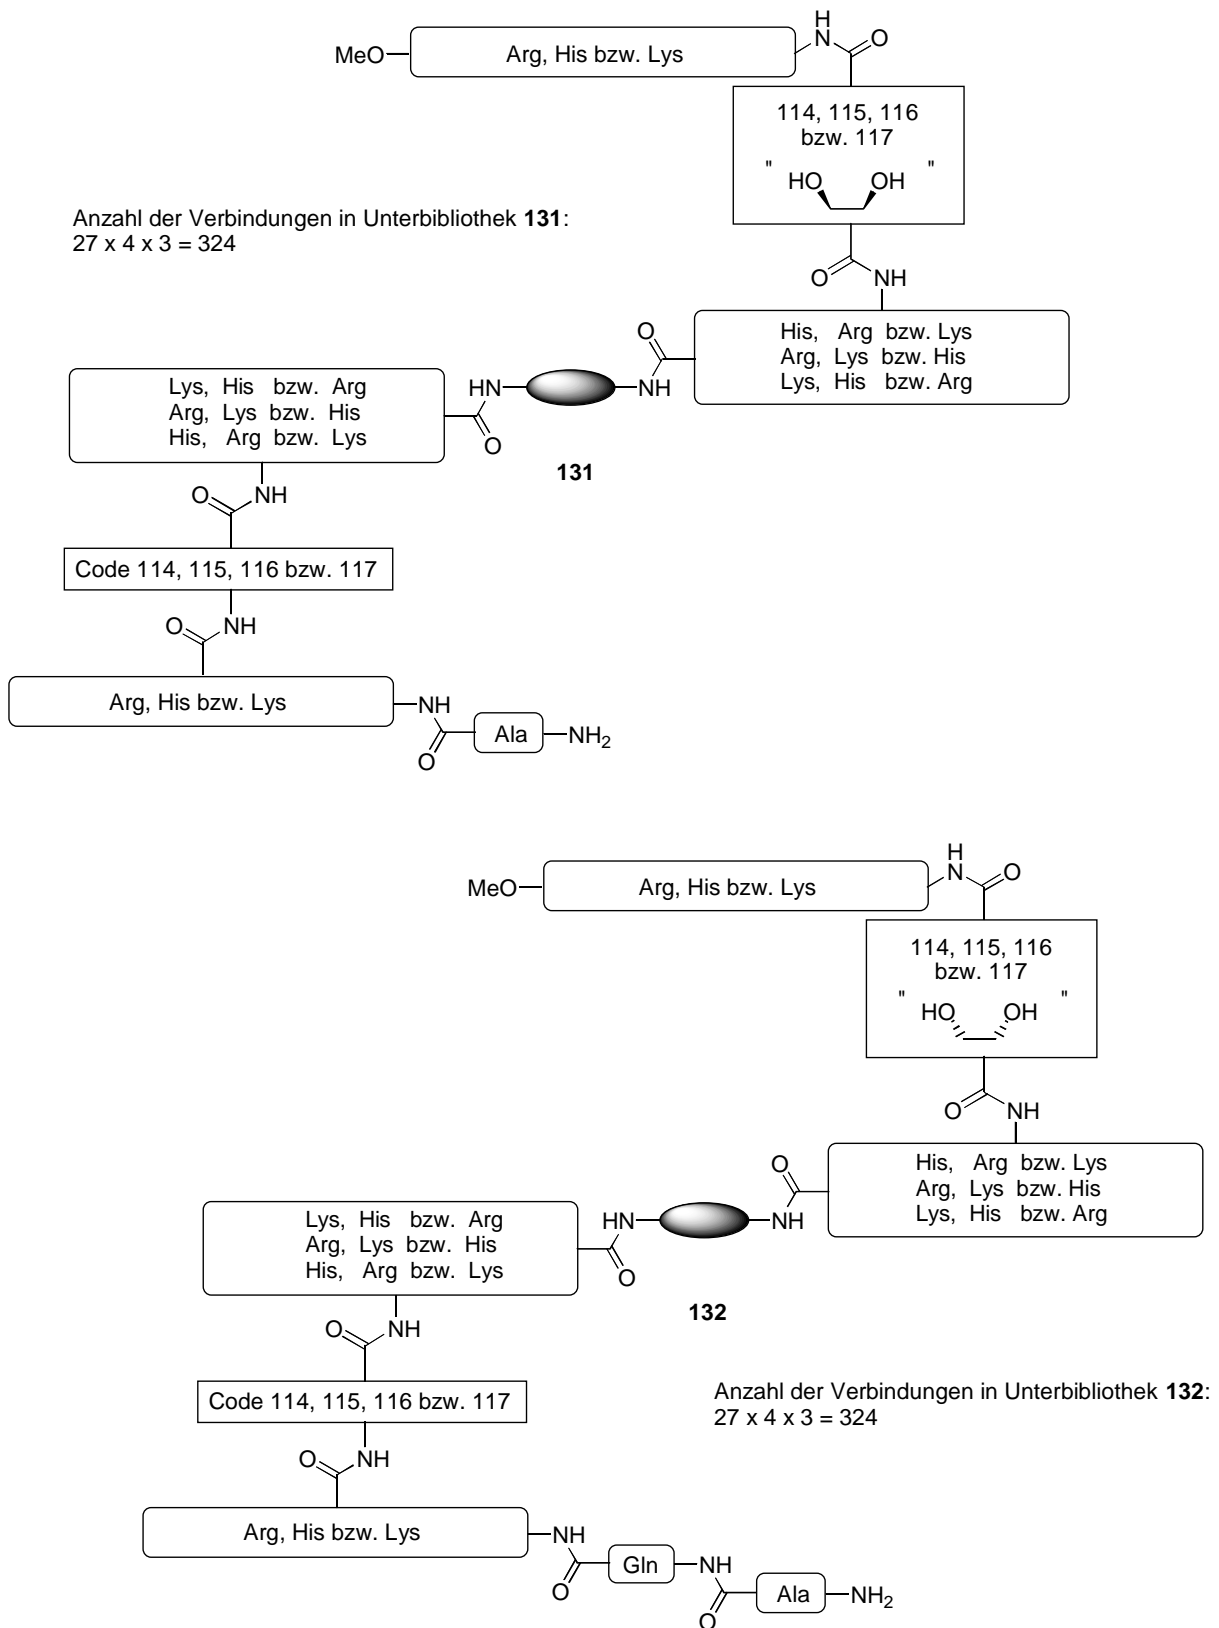 H
MeO N O
Arg, His bzw. Lys
114, 115, 116
bzw. 117
" HO OH "
Anzahl der Verbindungen in Unterbibliothek 131:
27 x 4 x 3 = 324
O NH
O
His, Arg bzw. Lys
Arg, Lys bzw. His
Lys, His bzw. Arg
HN NH
Lys, His bzw. Arg
Arg, Lys bzw. His
His, Arg bzw. Lys
O
131
O NH
Code 114, 115, 116 bzw. 117
O NH
Arg, His bzw. Lys
NH
O
Ala
NH2
H
MeO N O
Arg, His bzw. Lys
114, 115, 116
bzw. 117
" HO OH "
O NH
O
His, Arg bzw. Lys
Arg, Lys bzw. His
Lys, His bzw. Arg
HN NH
Lys, His bzw. Arg
Arg, Lys bzw. His
His, Arg bzw. Lys
O
132
O NH
Code 114, 115, 116 bzw. 117
Anzahl der Verbindungen in Unterbibliothek 132:
27 x 4 x 3 = 324
O NH
Arg, His bzw. Lys
NH
O
Gln
NH
O
Ala
NH2